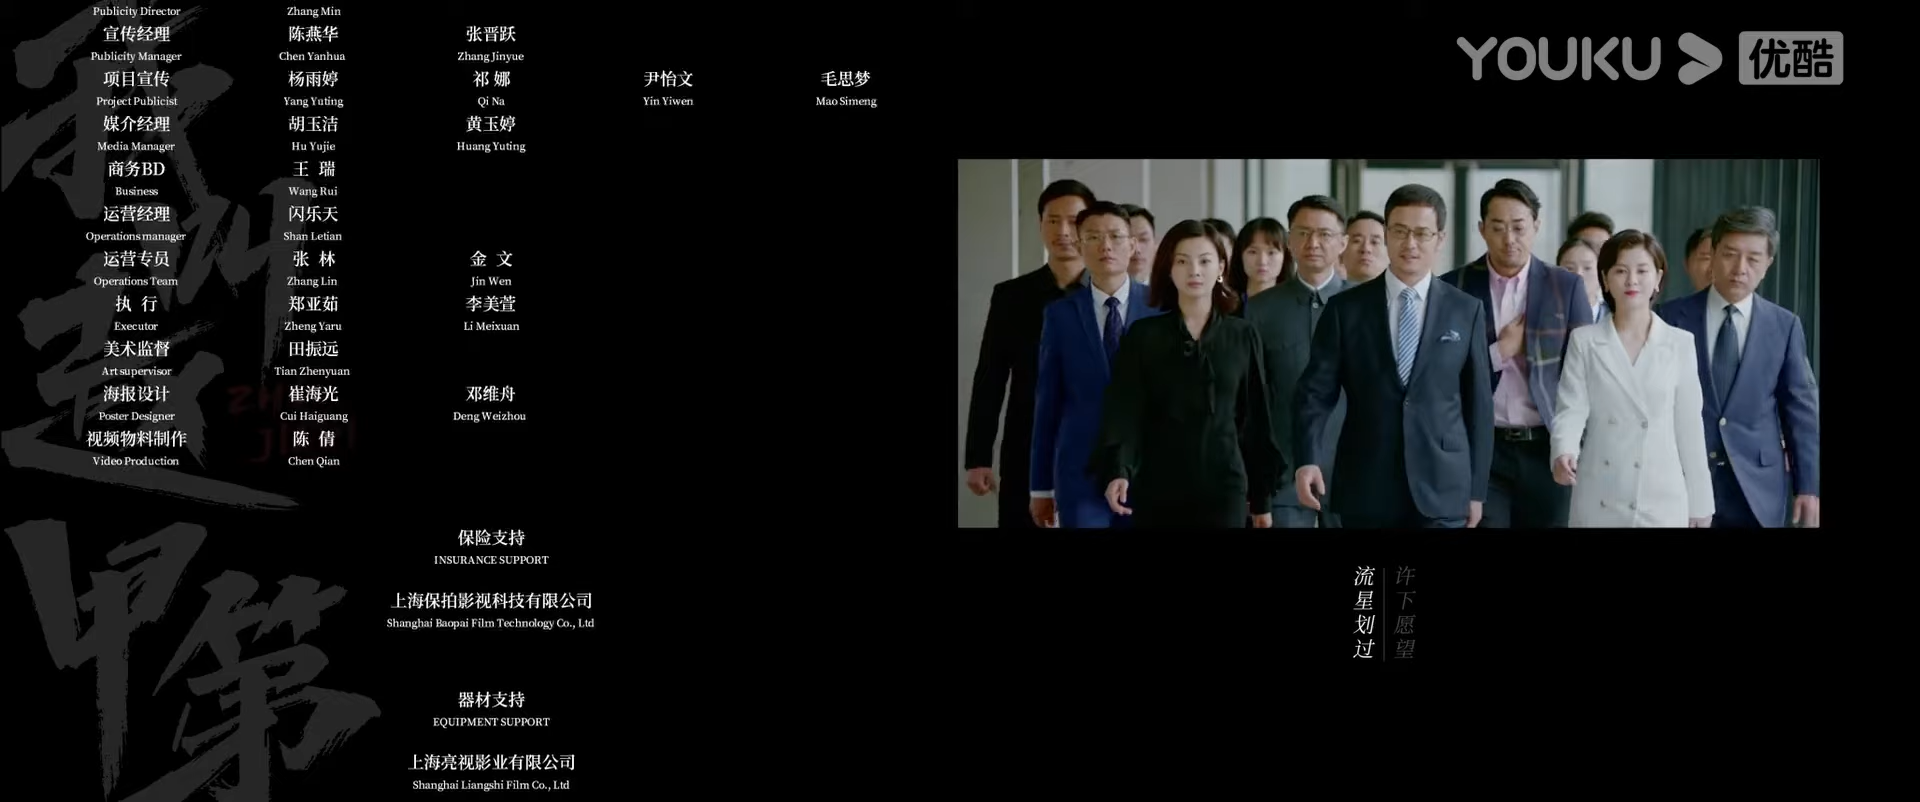 Publicity Director Zhang Min
宣传经理 陈燕华 张晋跃
Publicity Manager Chen Yanhua Zhang Jinyue
项目宣传 杨雨婷 祁 娜 尹怡文 毛思梦
Project Publicist Yang Yuting Qi Na Yin Yiwen Mao Simeng
媒介经理 胡玉洁 黄玉婷
Media Manager Hu Yujie Huang Yuting
商务BD 王 瑞
Business Wang Rui
运营经理 闪乐天
Operations manager Shan Letian
运营专员 张 林 金 文
Operations Team Zhang Lin Jin Wen
执 行 郑亚茹 李美萱
Executor Zheng Yaru Li Meixuan
美术监督 田振远
Art supervisor Tian Zhenyuan
海报设计 崔海光 邓维舟
Poster Designer Cui Haiguang Deng Weizhou
视频物料制作 陈 倩
Video Production Chen Qian
保险支持
INSURANCE SUPPORT
上海保拍影视科技有限公司
Shanghai Baopai Film Technology Co., Ltd
器材支持
EQUIPMENT SUPPORT
上海亮视影业有限公司
Shanghai Liangshi Film Co., Ltd
我叫赵甲第
YOUKU 优酷
许下愿望
流星划过